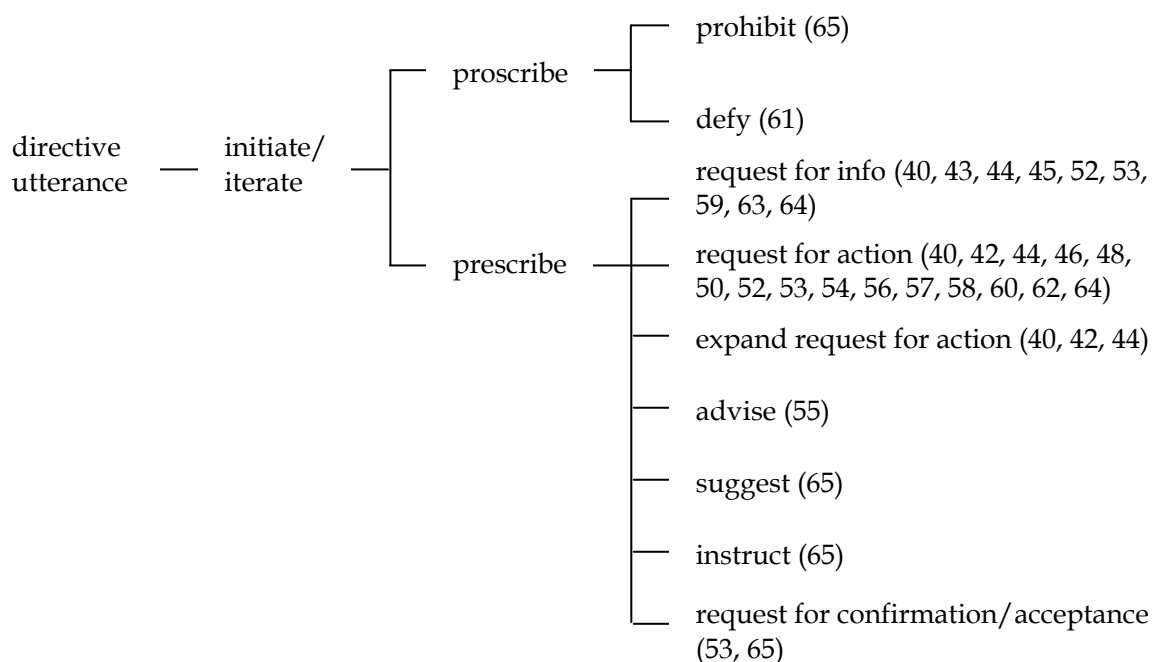 prohibit (65)
proscribe
defy (61)
directive
utterance
initiate/
iterate
request for info (40, 43, 44, 45, 52, 53,
59, 63, 64)
prescribe
request for action (40, 42, 44, 46, 48,
50, 52, 53, 54, 56, 57, 58, 60, 62, 64)
expand request for action (40, 42, 44)
advise (55)
suggest (65)
instruct (65)
request for confirmation/acceptance
(53, 65)